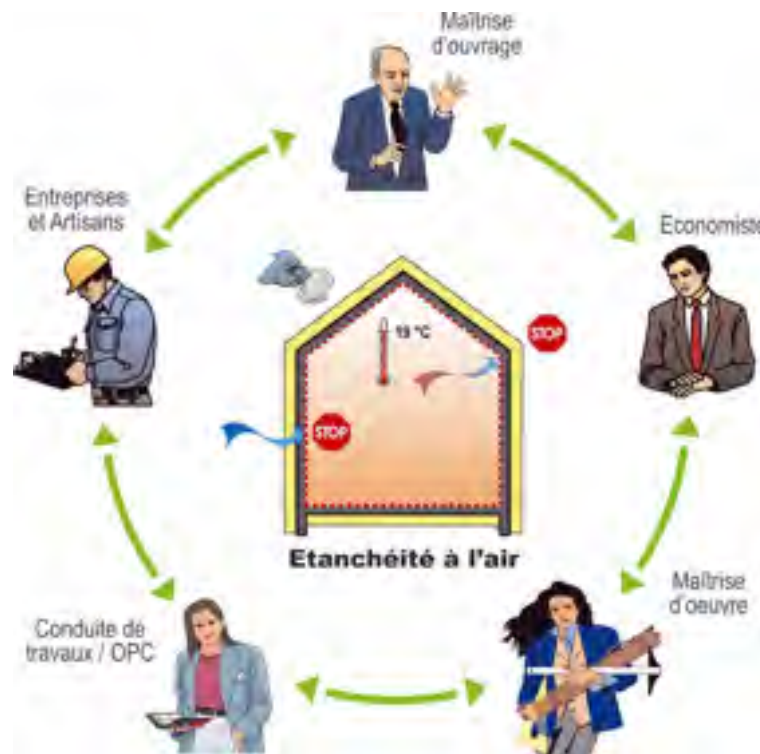 Maîtrise
d'ouvrage
Entreprises
et Artisans
Economiste
19 °C
STOP
STOP
Etanchéité à l'air
Maîtrise
d'oeuvre
Conduite de
travaux / OPC